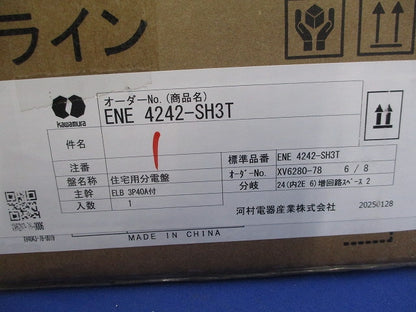 ライン
kawamura
オーダーNo.(商品名)
ENE 4242-SH3T
件名
1
注番
標準品番 ENE 4242-SH3T
盤名称 住宅用分電盤
オーダーNo. XV6280-78 6/8
主幹 ELB 3P40A付
分岐 24(内2E 6)増回路スペース 2
入数 1
河村電器産業株式会社 20250128
MADE IN CHINA